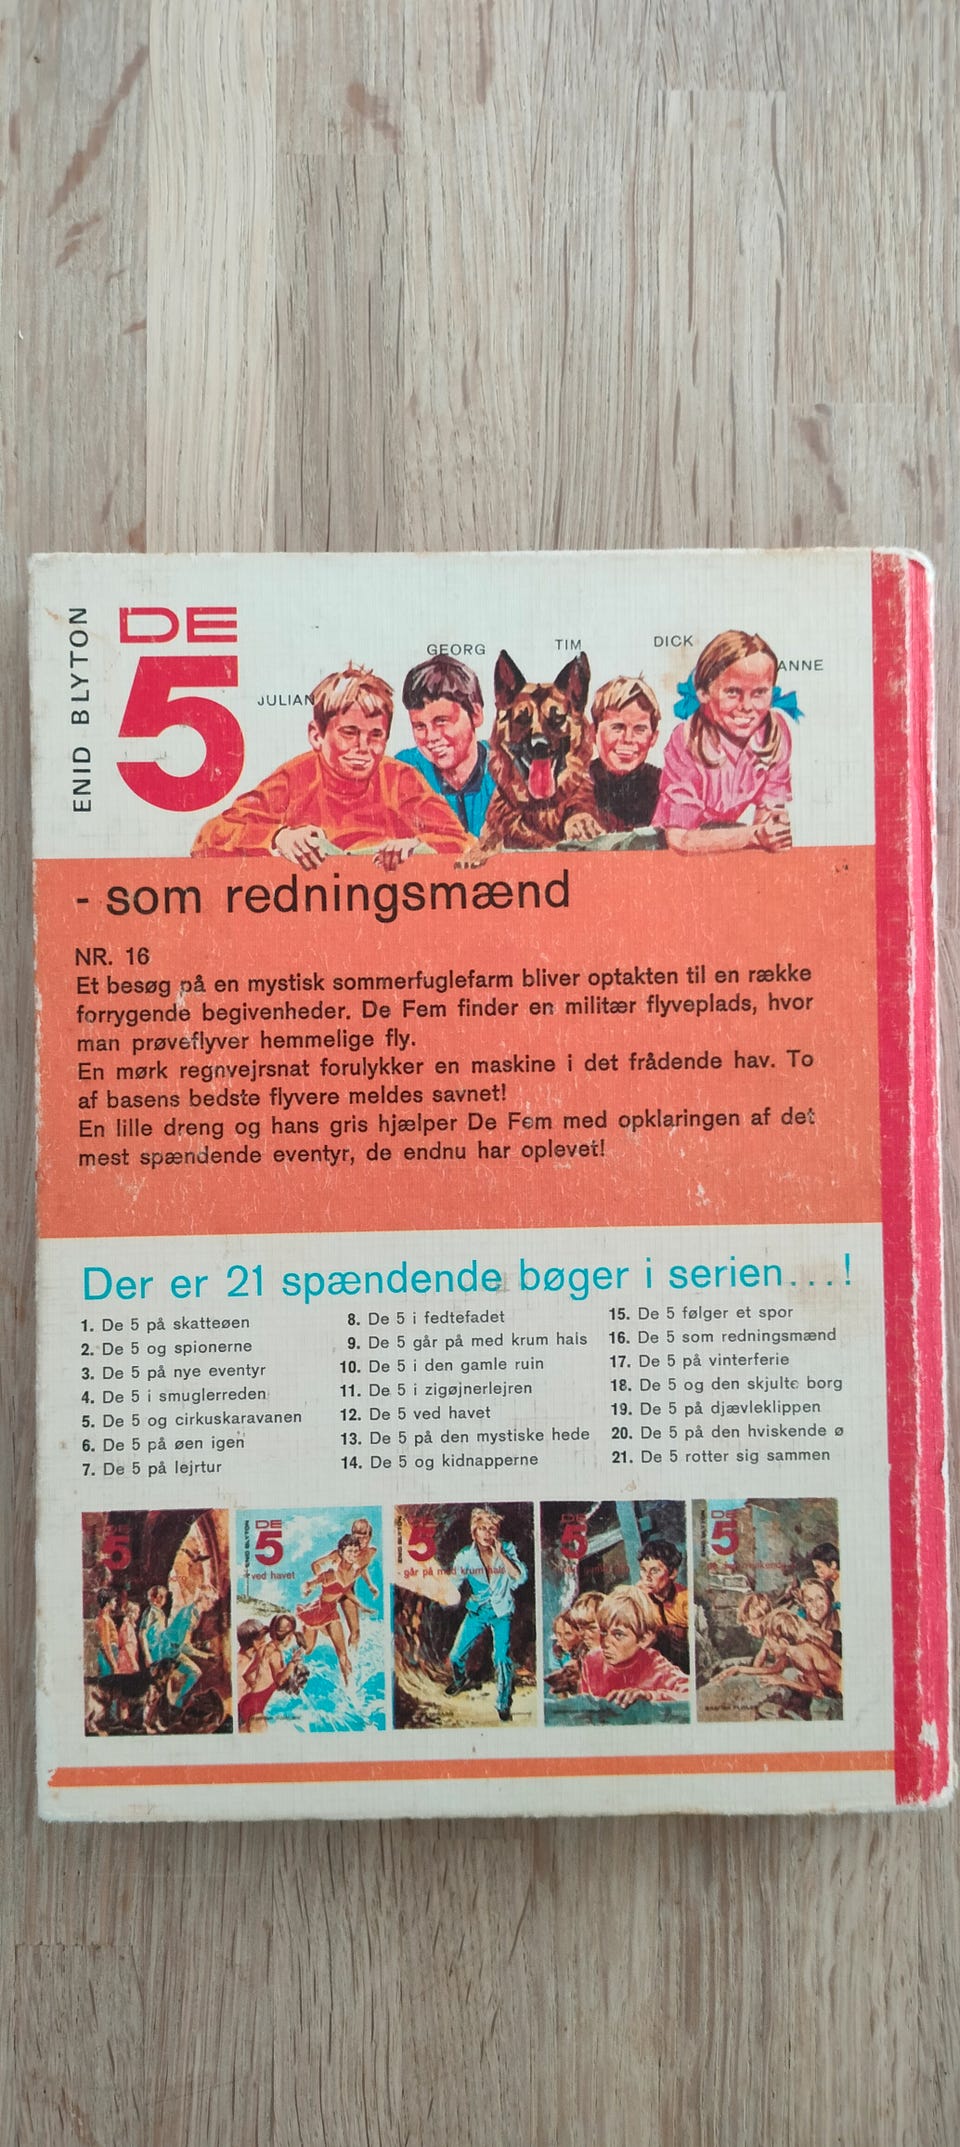 ENID BLYTON
DE
5
JULIAN
GEORG
TIM
DICK
ANNE
- som redningsmænd
NR. 16
Et besøg på en mystisk sommerfuglefarm bliver optakten til en række
forrygende begivenheder. De Fem finder en militær flyveplads, hvor
man prøveflyver hemmelige fly.
En mørk regnvejrsnat forulykker en maskine i det frådende hav. To
af basens bedste flyvere meldes savnet!
En lille dreng og hans gris hjælper De Fem med opklaringen af det
mest spændende eventyr, de endnu har oplevet!
Der er 21 spændende bøger i serien...!
1. De 5 på skatteøen
2. De 5 og spionerne
3. De 5 på nye eventyr
4. De 5 i smuglerreden
5. De 5 og cirkuskaravanen
6. De 5 på øen igen
7. De 5 på lejrtur
8. De 5 i fedtefadet
9. De 5 går på med krum hals
10. De 5 i den gamle ruin
11. De 5 i zigøjnerlejren
12. De 5 ved havet
13. De 5 på den mystiske hede
14. De 5 og kidnapperne
15. De 5 følger et spor
16. De 5 som redningsmænd
17. De 5 på vinterferie
18. De 5 og den skjulte borg
19. De 5 på djævleklippen
20. De 5 på den hviskende ø
21. De 5 rotter sig sammen
DE
5
DE
5
ENID BLYTON
ved havet
5
ENID BLYTON
- går på med krum hals
DE
5
DE
5
ENID BLYTON